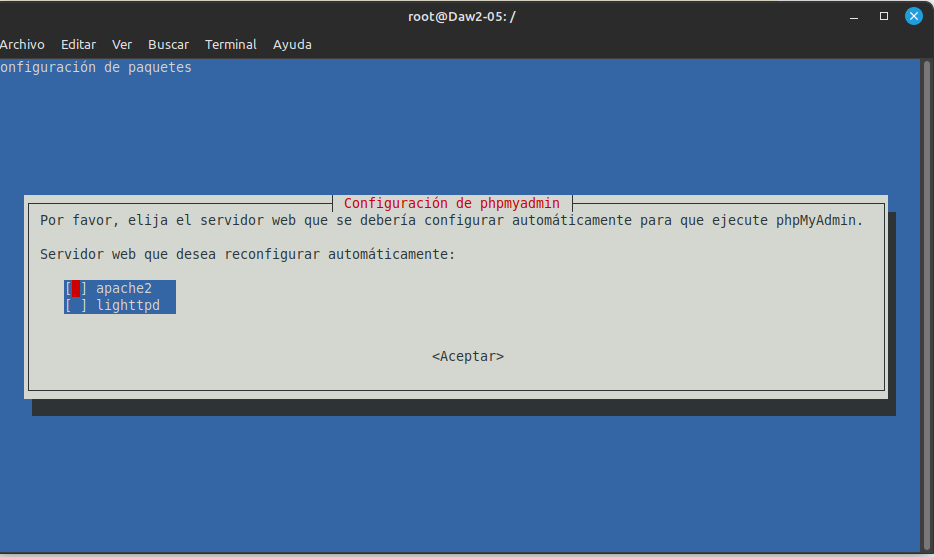 root@Daw2-05: /
Archivo Editar Ver Buscar Terminal Ayuda
onfiguración de paquetes
Configuración de phpmyadmin
Por favor, elija el servidor web que se debería configurar automáticamente para que ejecute phpMyAdmin.
Servidor web que desea reconfigurar automáticamente:
[ ] apache2
[ ] lighttpd
<Aceptar>